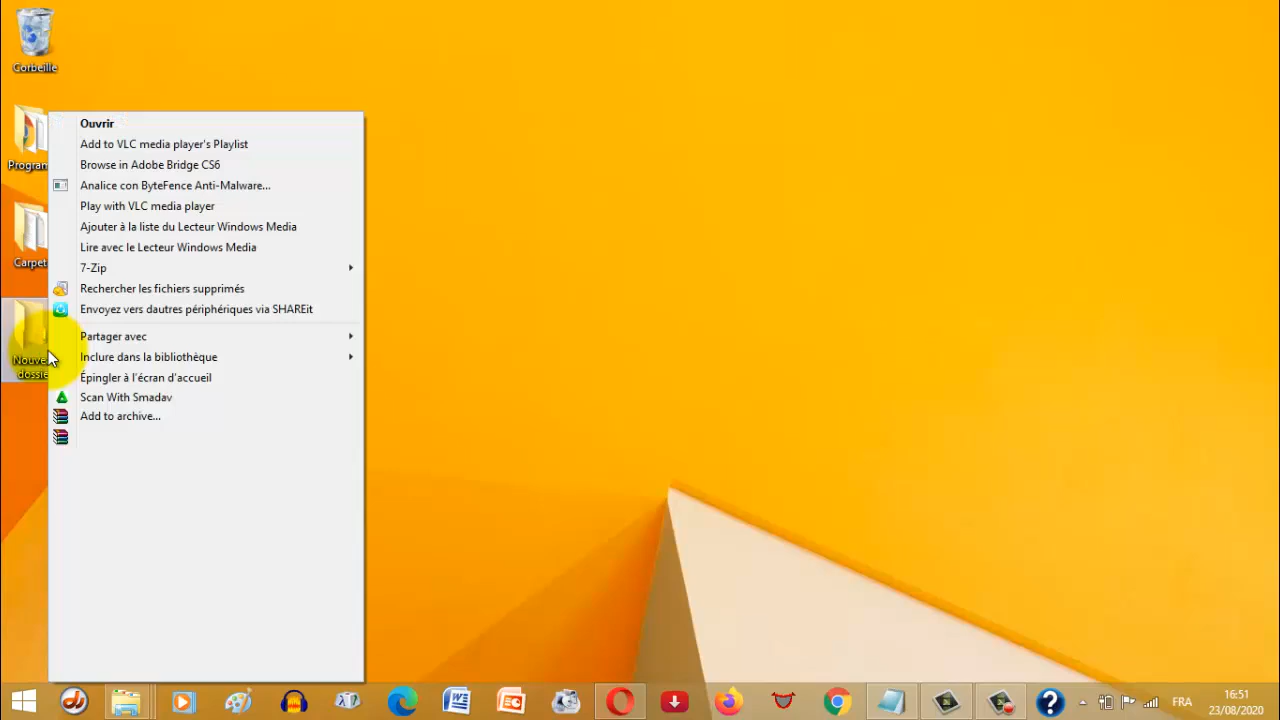 Corbeille
Ouvrir
Add to VLC media player's Playlist
Browse in Adobe Bridge CS6
Analice con ByteFence Anti-Malware...
Play with VLC media player
Ajouter à la liste du Lecteur Windows Media
Lire avec le Lecteur Windows Media
7-Zip
Rechercher les fichiers supprimés
Envoyez vers dautres périphériques via SHAREit
Partager avec
Inclure dans la bibliothèque
Épingler à l'écran d'accueil
Scan With Smadav
Add to archive...
Progran
Carpet
Nouve
dossie
FRA
16:51
23/08/2020